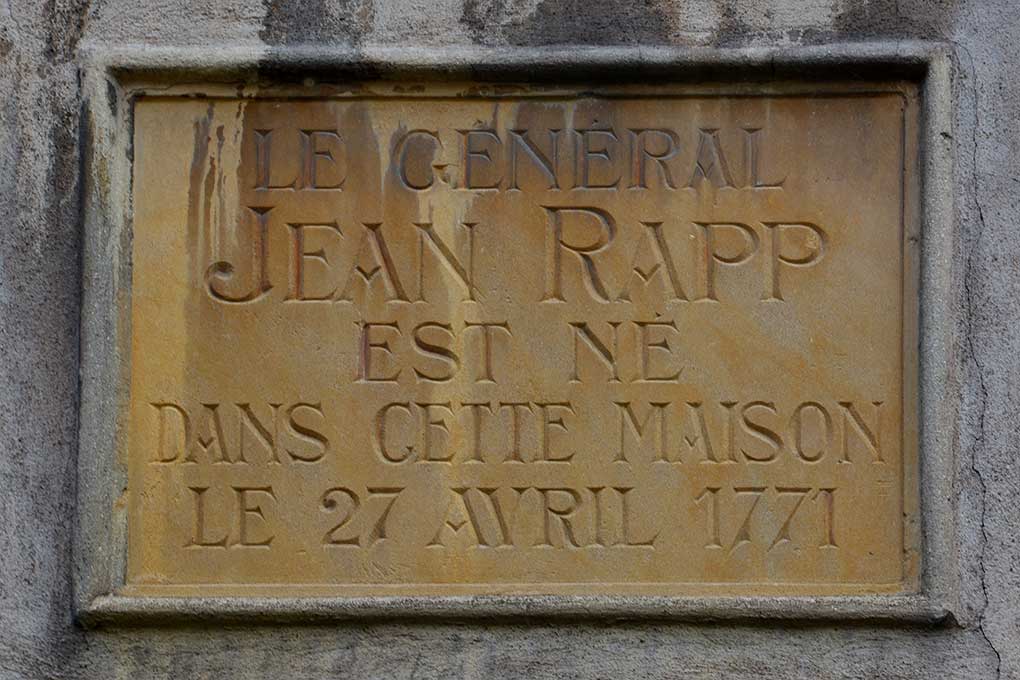 LE GÉNÉRAL
JEAN RAPP
EST NÉ
DANS CETTE MAISON
LE 27 AVRIL 1771